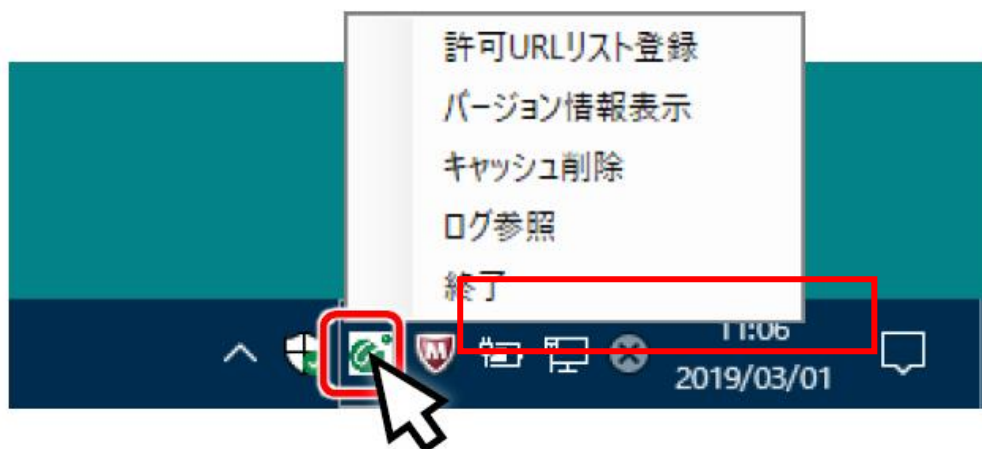 許可URLリスト登録
バージョン情報表示
キャッシュ削除
ログ参照
終了
11:06
2019/03/01